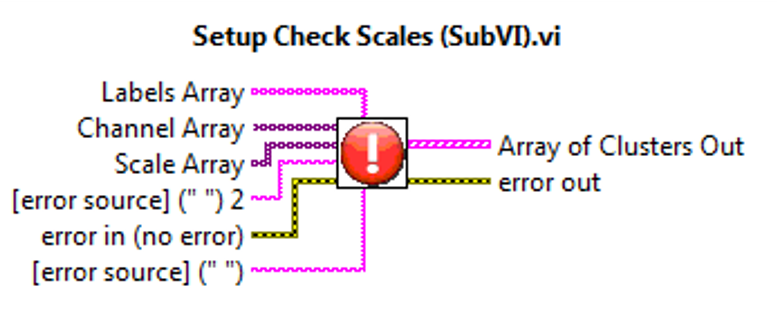 Setup Check Scales (SubVI).vi
Labels Array
Channel Array
Scale Array
[error source] (" ") 2
error in (no error)
[error source] (" ")
Array of Clusters Out
error out